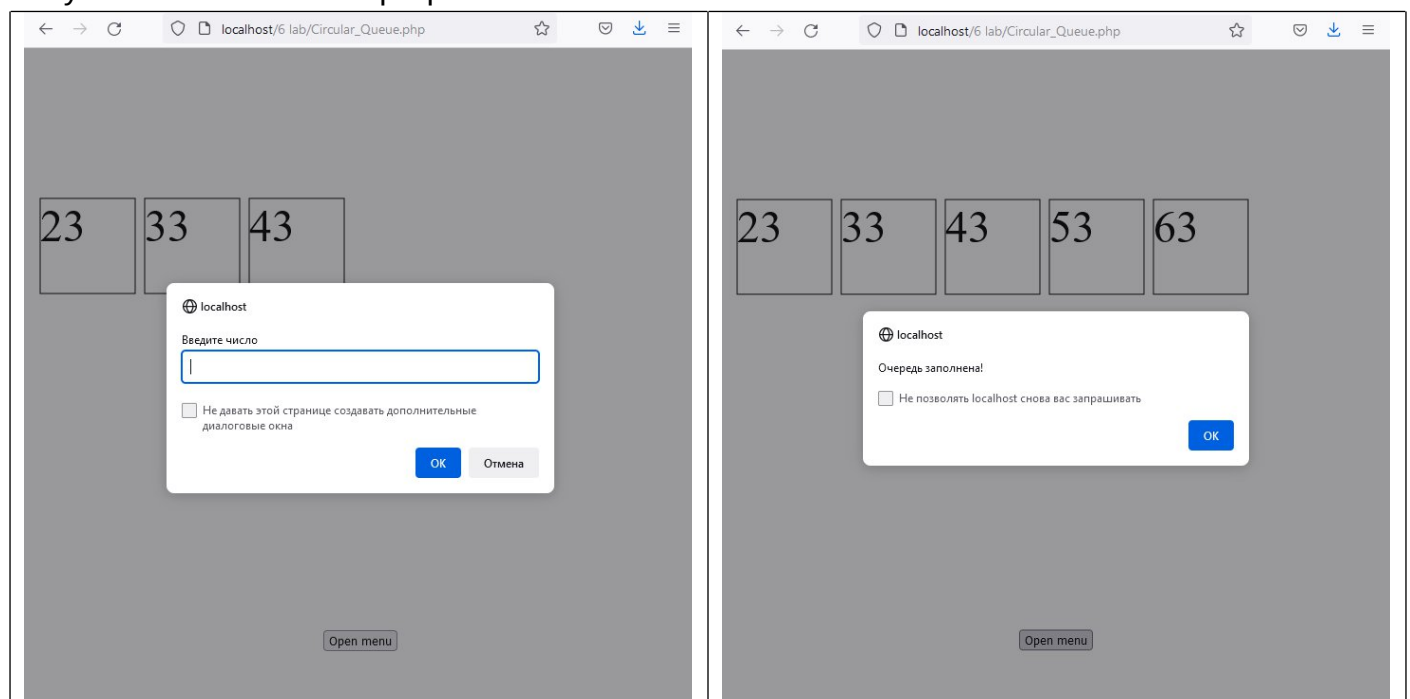 localhost/6 lab/Circular_Queue.php
23 33 43
localhost
Введите число
Не давать этой странице создавать дополнительные
диалоговые окна
ОК Отмена
Open menu
localhost/6 lab/Circular_Queue.php
23 33 43 53 63
localhost
Очередь заполнена!
Не позволять localhost снова вас запрашивать
ОК
Open menu